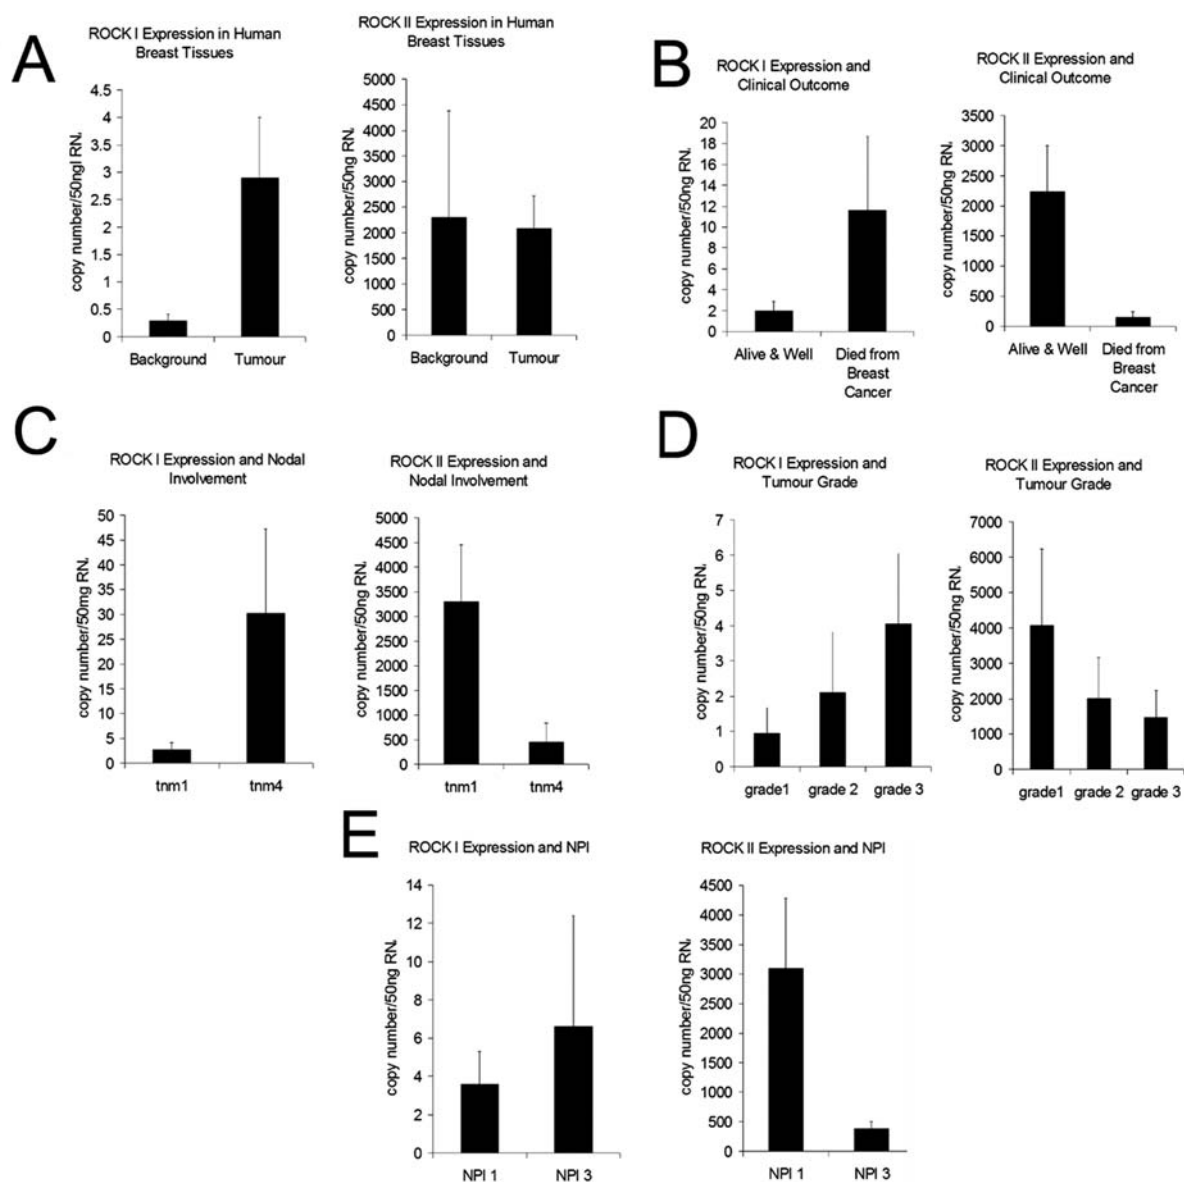 A
ROCK I Expression in Human
Breast Tissues
copy number/50ngl RN.
4.5
4
3.5
3
2.5
2
1.5
1
0.5
0
Background
Tumour
ROCK II Expression in Human
Breast Tissues
copy number/50ng RN.
5000
4500
4000
3500
3000
2500
2000
1500
1000
500
0
Background
Tumour
B
ROCK I Expression and
Clinical Outcome
copy number/50ng RN.
20
18
16
14
12
10
8
6
4
2
0
Alive & Well
Died from
Breast
Cancer
ROCK II Expression and
Clinical Outcome
copy number/50ng RN.
3500
3000
2500
2000
1500
1000
500
0
Alive & Well
Died from
Breast
Cancer
C
ROCK I Expression and Nodal
Involvement
copy number/50mg RN.
50
45
40
35
30
25
20
15
10
5
0
tnm1
tnm4
ROCK II Expression and
Nodal Involvement
copy number/50ng RN.
5000
4500
4000
3500
3000
2500
2000
1500
1000
500
0
tnm1
tnm4
D
ROCK I Expression and
Tumour Grade
copy number/50ng RN.
7
6
5
4
3
2
1
0
grade1
grade 2
grade 3
ROCK II Expression and
Tumour Grade
copy number/50ng RN.
7000
6000
5000
4000
3000
2000
1000
0
grade1
grade 2
grade 3
E
ROCK I Expression and NPI
copy number/50ng RN.
14
12
10
8
6
4
2
0
NPI 1
NPI 3
ROCK II Expression and NPI
copy number/50ng RN.
4500
4000
3500
3000
2500
2000
1500
1000
500
0
NPI 1
NPI 3